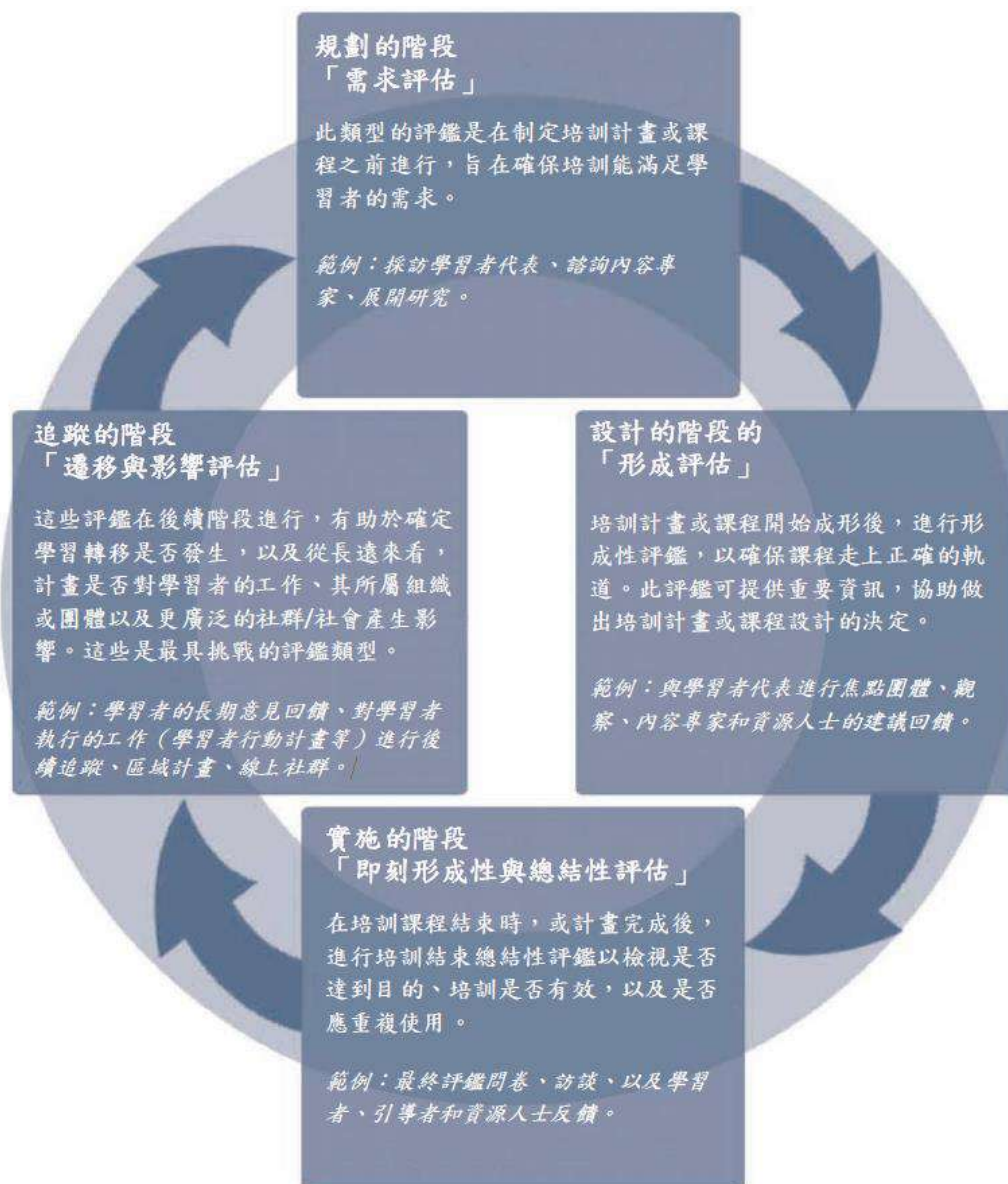 規劃的階段
「需求評估」
此類型的評鑑是在制定培訓計畫或課
程之前進行，旨在確保培訓能滿足學
習者的需求。
範例：採訪學習者代表、諮詢內容專
家、展開研究。
設計的階段的
「形成評估」
培訓計畫或課程開始成形後，進行形
成性評鑑，以確保課程走上正確的軌
道。此評鑑可提供重要資訊，協助做
出培訓計畫或課程設計的決定。
範例：與學習者代表進行焦點團體、觀
察、內容專家和資源人士的建議回饋。
實施的階段
「即刻形成性與總結性評估」
在培訓課程結束時，或計畫完成後，
進行培訓結束總結性評鑑以檢視是否
達到目的、培訓是否有效，以及是否
應重複使用。
範例：最終評鑑問卷、訪談、以及學習
者、引導者和資源人士反饋。
追蹤的階段
「遷移與影響評估」
這些評鑑在後續階段進行，有助於確定
學習轉移是否發生，以及從長遠來看，
計畫是否對學習者的工作、其所屬組織
或團體以及更廣泛的社群/社會產生影
響。這些是最具挑戰的評鑑類型。
範例：學習者的長期意見回饋、對學習者
執行的工作（學習者行動計畫等）進行後
續追蹤、區域計畫、線上社群。